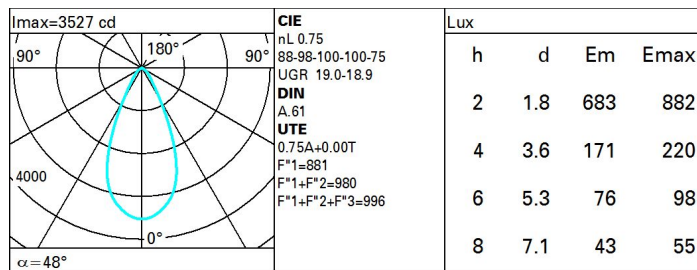 Imax=3527 cd
90°
180°
90°
4000
0°
α=48°
CIE
nL 0.75
88-98-100-100-75
UGR 19.0-18.9
DIN
A.61
UTE
0.75A+0.00T
F"1=881
F"1+F"2=980
F"1+F"2+F"3=996
Lux
h d Em Emax
2 1.8 683 882
4 3.6 171 220
6 5.3 76 98
8 7.1 43 55